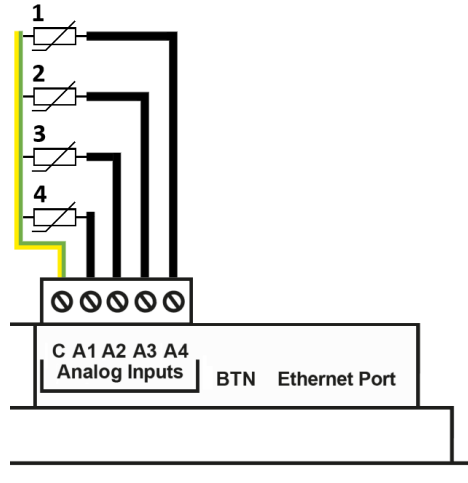 1
2
3
4
C A1 A2 A3 A4
Analog Inputs
BTN
Ethernet Port